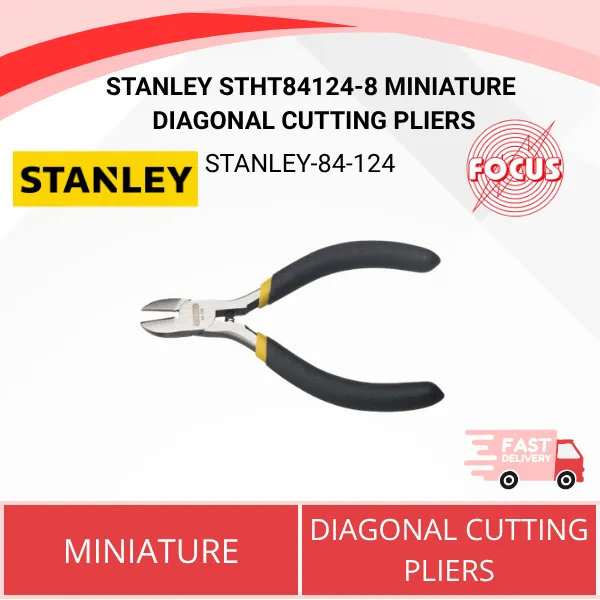 STANLEY STHT84124-8 MINIATURE
DIAGONAL CUTTING PLIERS
STANLEY
STANLEY-84-124
FOCUS
FAST
DELIVERY
MINIATURE
DIAGONAL CUTTING
PLIERS